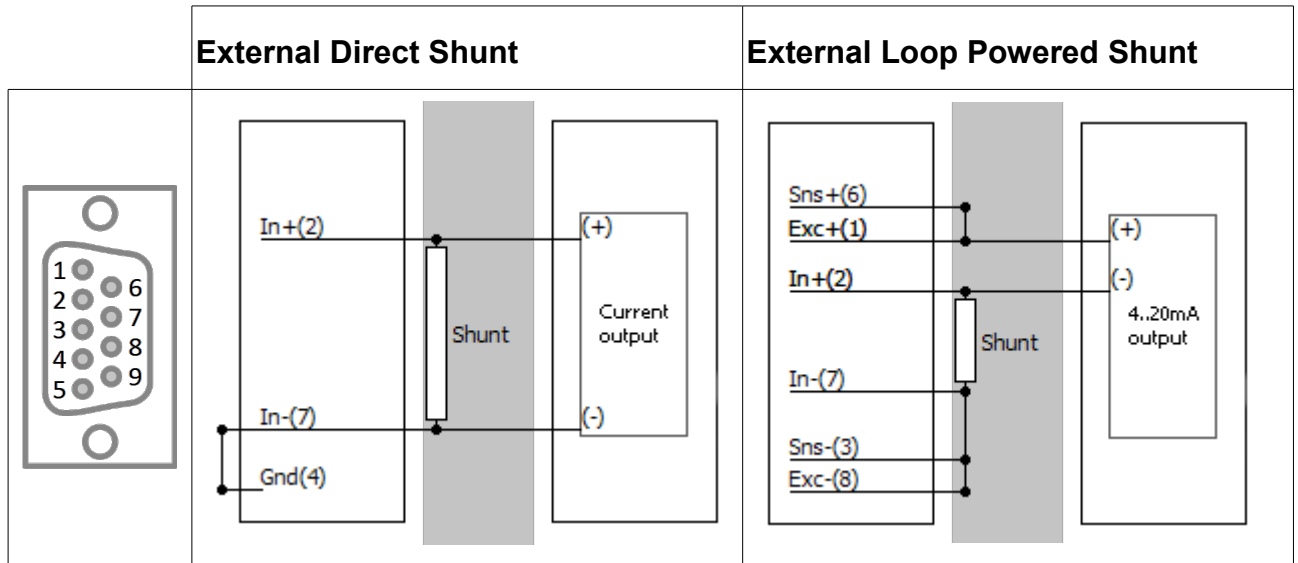 External Direct Shunt
External Loop Powered Shunt
1
2
3
4
5
6
7
8
9
In+(2)
In-(7)
Gnd(4)
Shunt
(+)
Current
output
(-)
Sns+(6)
Exc+(1)
In+(2)
In-(7)
Sns-(3)
Exc-(8)
Shunt
(+)
(-)
4..20mA
output